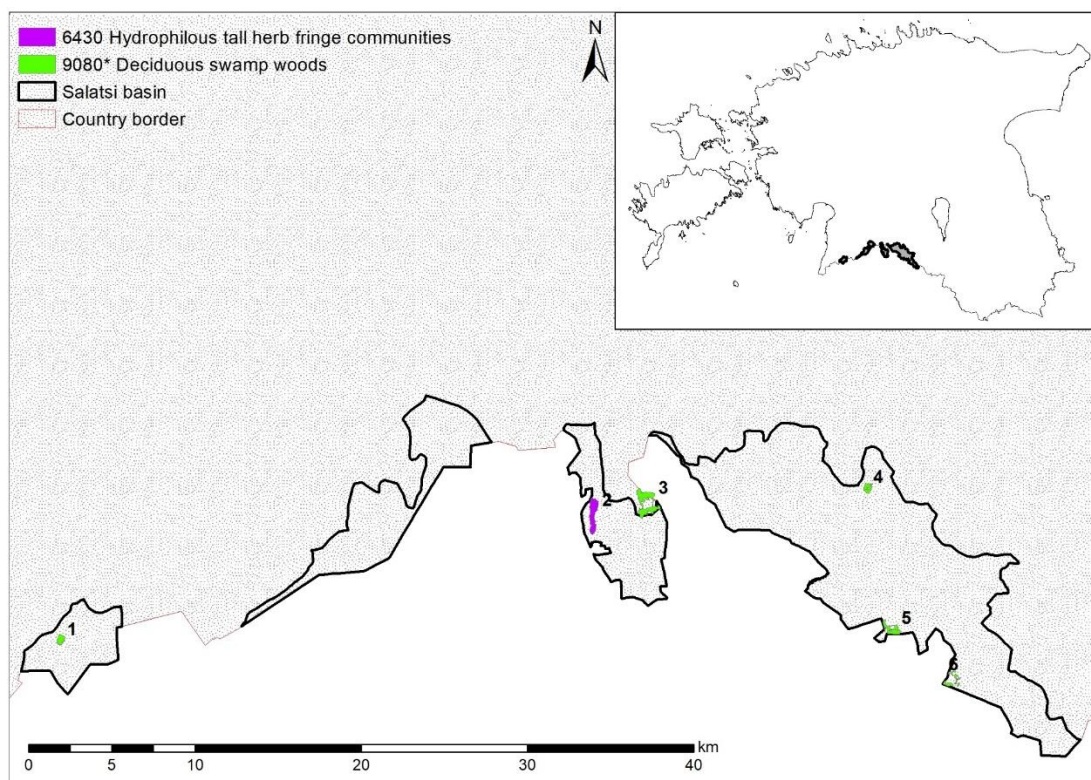 6430 Hydrophilous tall herb fringe communities
9080* Deciduous swamp woods
Salatsi basin
Country border
N
1
2
3
4
5
6
0 10 20 30 40
km